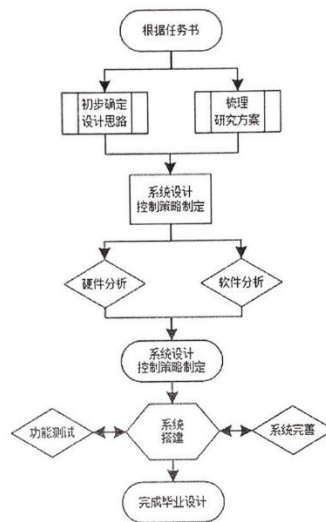 根据任务书
初步确定
设计思路
梳理
研究方案
系统设计
控制策略制定
硬件分析
软件分析
系统设计
控制策略制定
功能测试
系统
搭建
系统完善
完成毕业设计